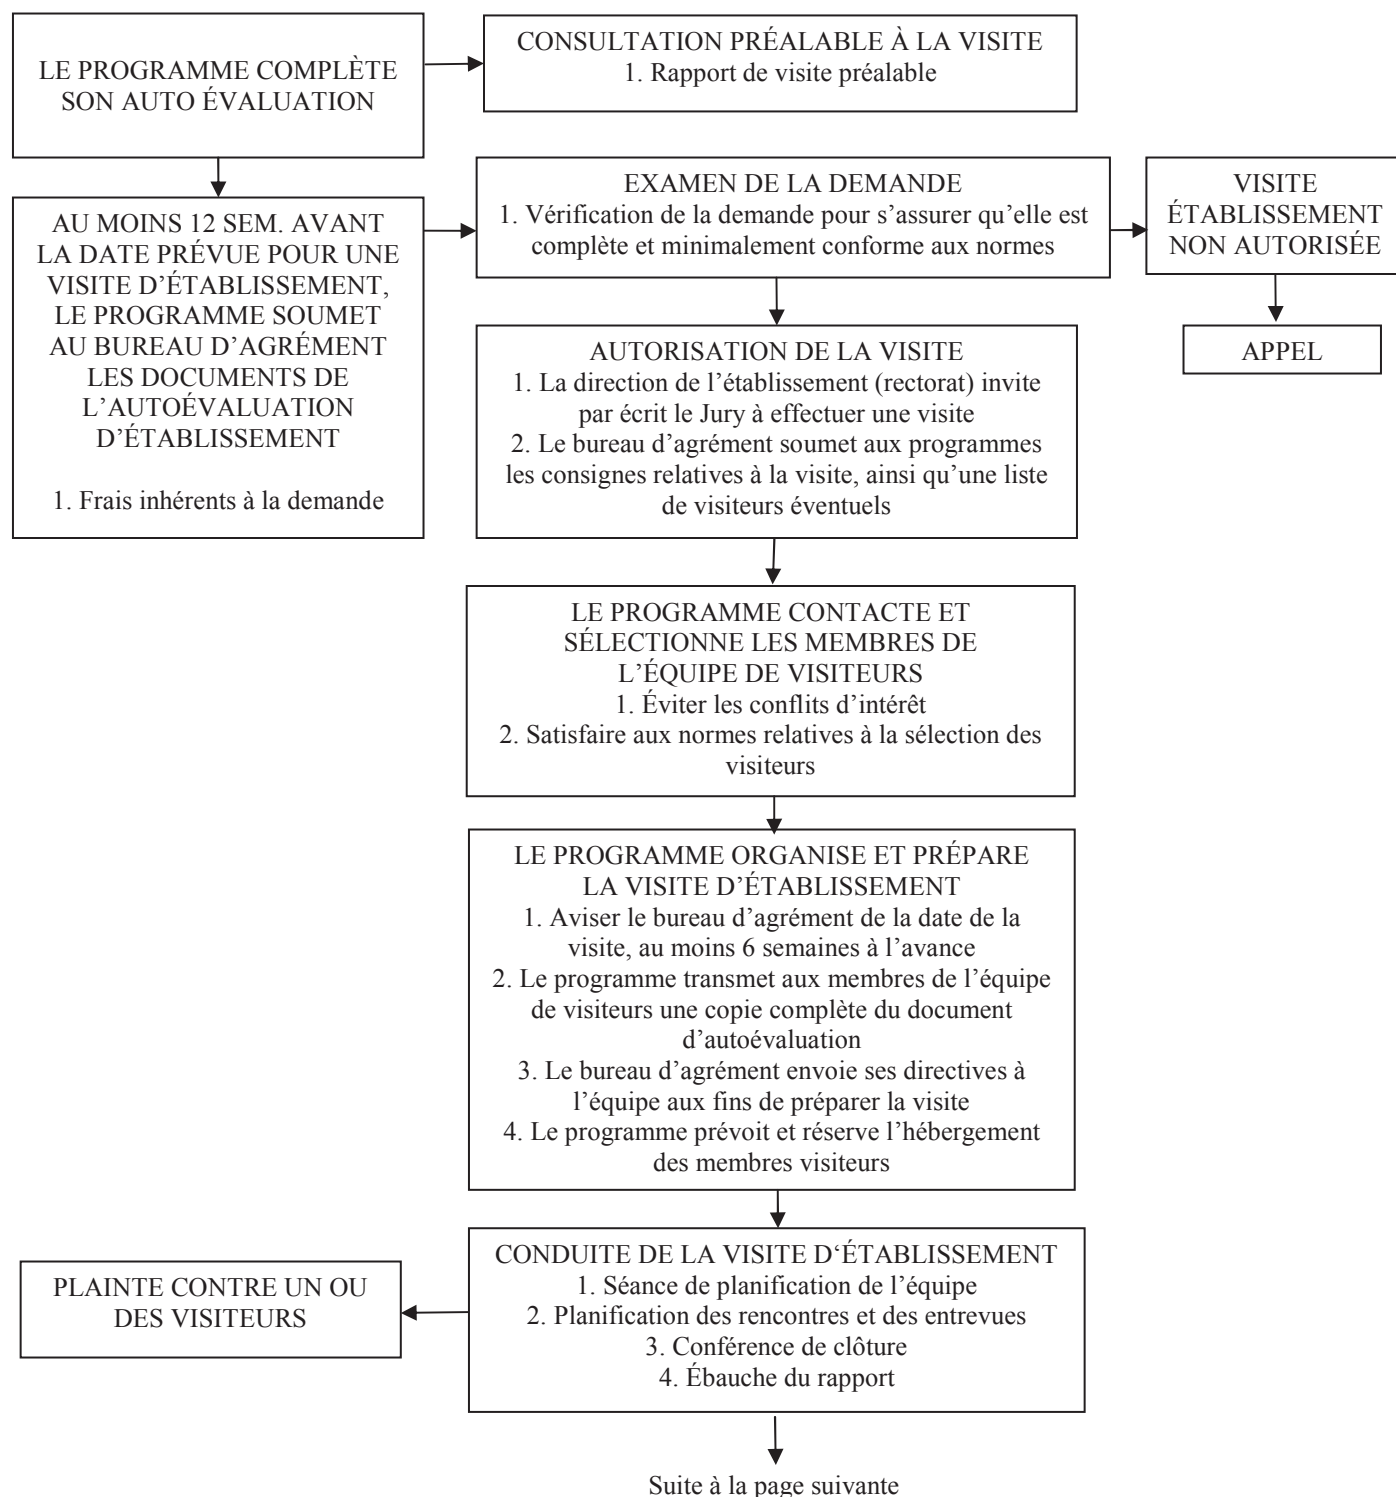 LE PROGRAMME COMPLÈTE
SON AUTO ÉVALUATION
CONSULTATION PRÉALABLE À LA VISITE
1. Rapport de visite préalable
AU MOINS 12 SEM. AVANT
LA DATE PRÉVUE POUR UNE
VISITE D’ÉTABLISSEMENT,
LE PROGRAMME SOUMET
AU BUREAU D’AGRÉMENT
LES DOCUMENTS DE
L’AUTOÉVALUATION
D’ÉTABLISSEMENT
1. Frais inhérents à la demande
EXAMEN DE LA DEMANDE
1. Vérification de la demande pour s’assurer qu’elle est
complète et minimalement conforme aux normes
VISITE
ÉTABLISSEMENT
NON AUTORISÉE
APPEL
AUTORISATION DE LA VISITE
1. La direction de l’établissement (rectorat) invite
par écrit le Jury à effectuer une visite
2. Le bureau d’agrément soumet aux programmes
les consignes relatives à la visite, ainsi qu’une liste
de visiteurs éventuels
LE PROGRAMME CONTACTE ET
SÉLECTIONNE LES MEMBRES DE
L’ÉQUIPE DE VISITEURS
1. Éviter les conflits d’intérêt
2. Satisfaire aux normes relatives à la sélection des
visiteurs
LE PROGRAMME ORGANISE ET PRÉPARE
LA VISITE D’ÉTABLISSEMENT
1. Aviser le bureau d’agrément de la date de la
visite, au moins 6 semaines à l’avance
2. Le programme transmet aux membres de l’équipe
de visiteurs une copie complète du document
d’autoévaluation
3. Le bureau d’agrément envoie ses directives à
l’équipe aux fins de préparer la visite
4. Le programme prévoit et réserve l’hébergement
des membres visiteurs
CONDUITE DE LA VISITE D‘ÉTABLISSEMENT
1. Séance de planification de l’équipe
2. Planification des rencontres et des entrevues
3. Conférence de clôture
4. Ébauche du rapport
PLAINTE CONTRE UN OU
DES VISITEURS
Suite à la page suivante